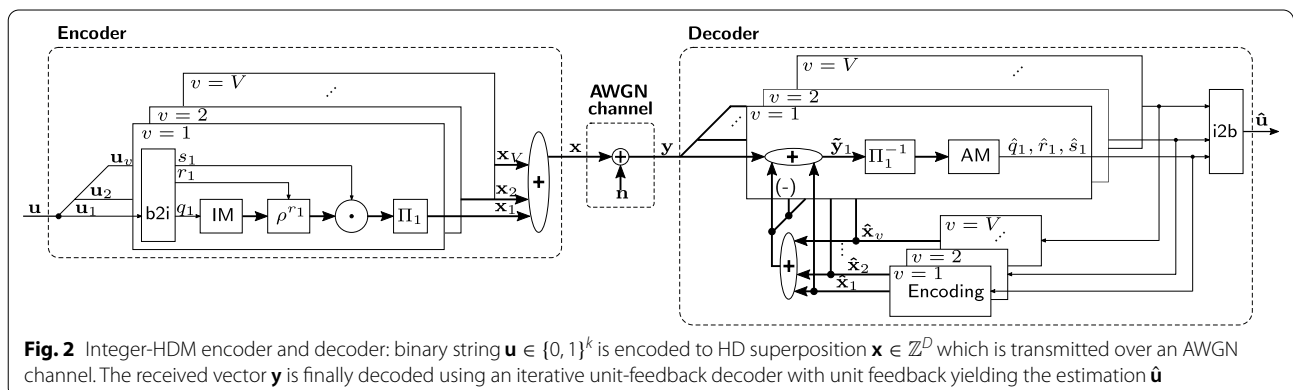 Encoder
v = V
⋰
v = 2
v = 1
u_v
u_2
u_1
u
b2i
s_1
r_1
q_1
IM
ρ^{r_1}
·
Π_1
x_V
x_2
x_1
+
x
AWGN
channel
+
n
y
Decoder
v = V
⋰
v = 2
v = 1
⋰
+
(-)
ỹ_1
Π_1^{-1}
AM
q̂_1, r̂_1, ŝ_1
i2b
û
x̂_v
⋮
x̂_2
x̂_1
+
v = V
⋰
v = 2
v = 1
Encoding
Fig. 2 Integer-HDM encoder and decoder: binary string u ∈ {0, 1}^k is encoded to HD superposition x ∈ ℤ^D which is transmitted over an AWGN
channel. The received vector y is finally decoded using an iterative unit-feedback decoder with unit feedback yielding the estimation û